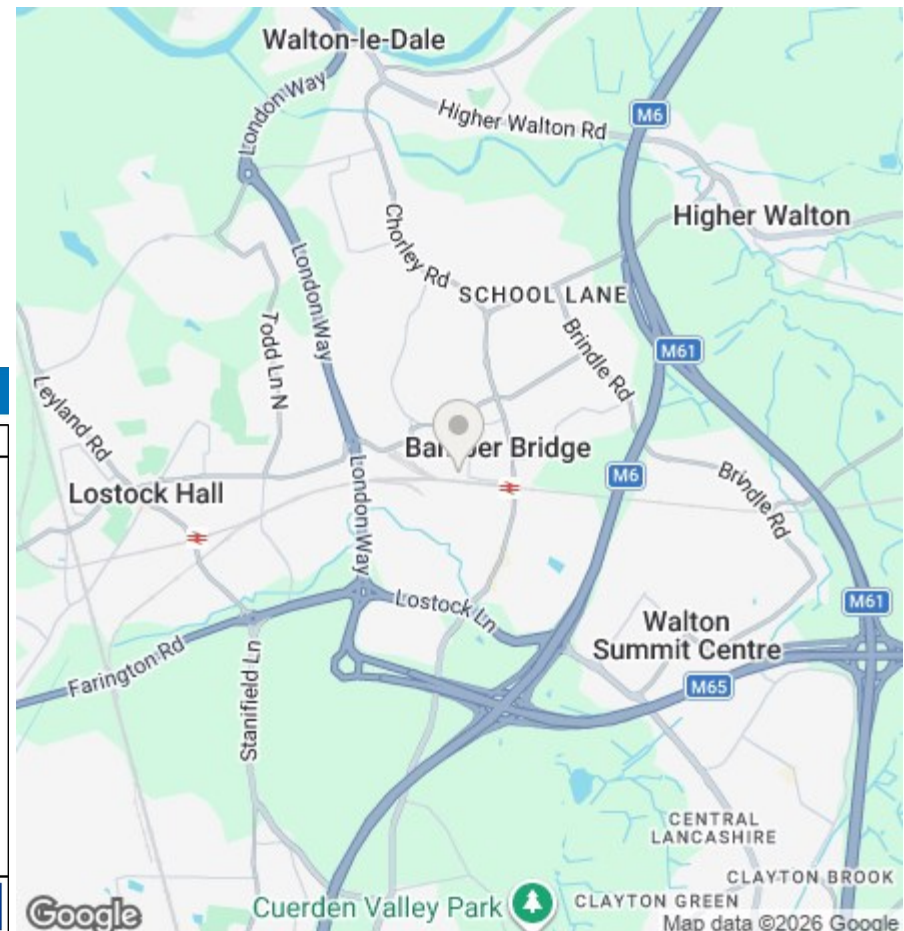 Walton-le-Dale
London Way
Higher Walton Rd
M6
Higher Walton
Chorley Rd
SCHOOL LANE
London Way
Todd Ln N
Brindle Rd
M61
Leyland Rd
Bamber Bridge
M6
Brindle Rd
Lostock Hall
London Way
Lostock Ln
M61
Walton
Summit Centre
Farington Rd
M65
Stanifield Ln
CENTRAL
LANCASHIRE
CLAYTON BROOK
Cuerden Valley Park
CLAYTON GREEN
Google
Map data ©2026 Google